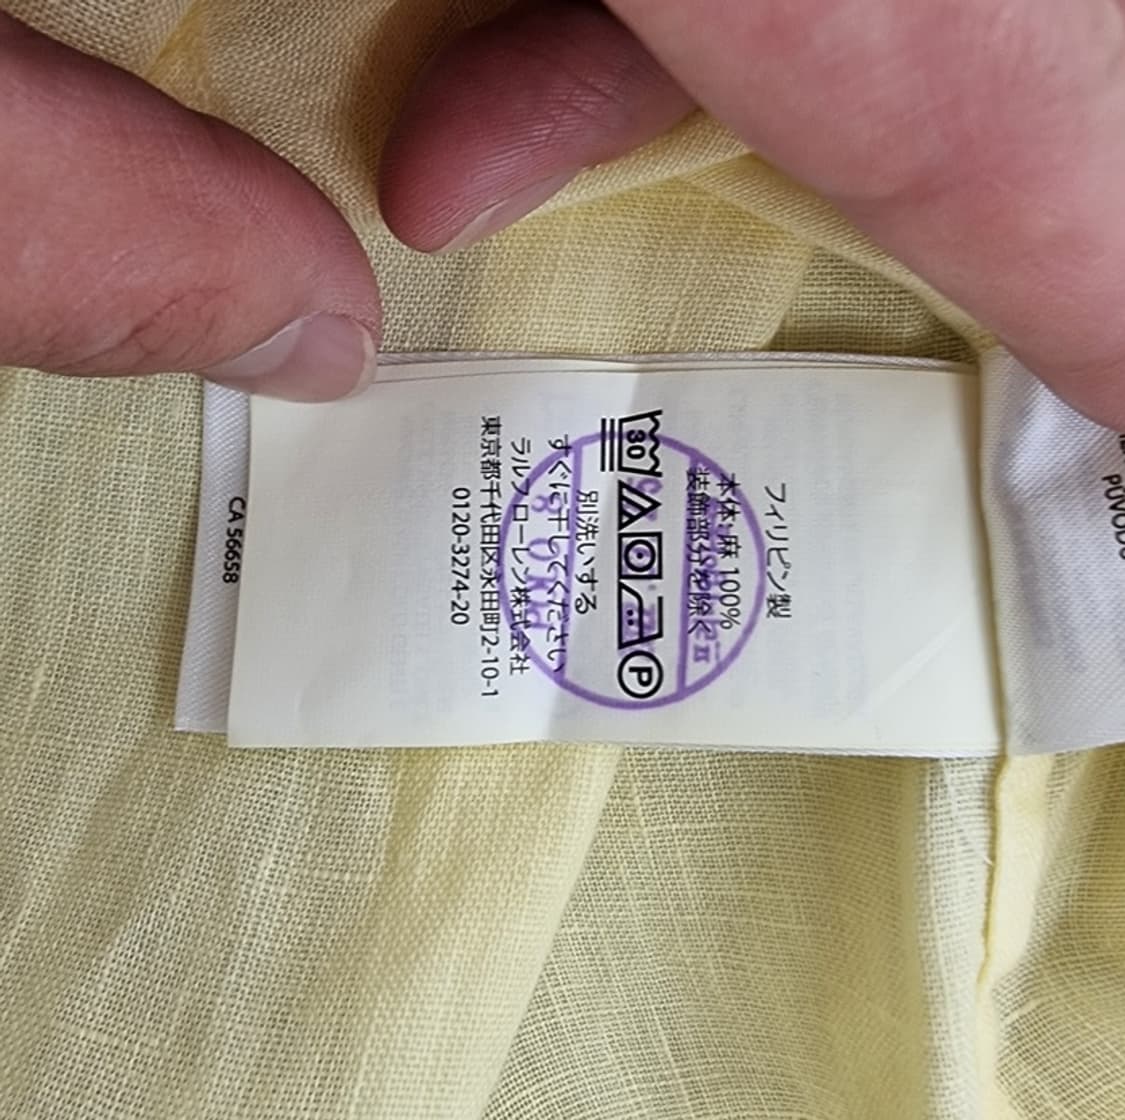 フィリピン製
本体:麻 100%
装飾部分を除く
30
P
別洗いする
すぐに干してください
ラルフ ローレン株式会社
東京都千代田区永田町2-10-1
0120-3274-20
CA 56658